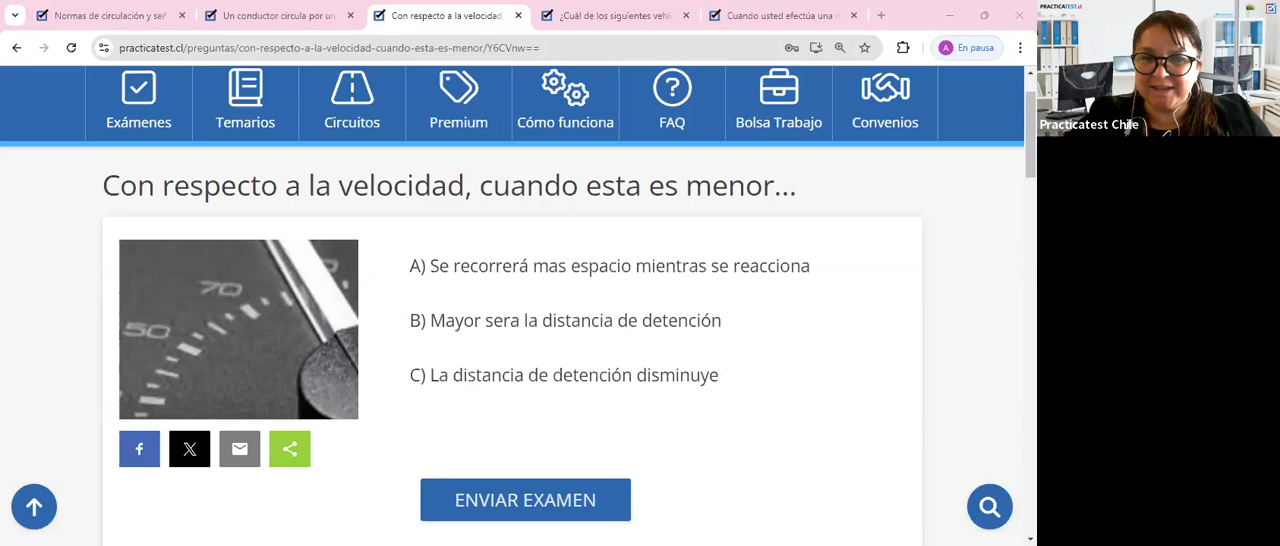 Normas de circulación y señ
Un conductor circula por un
Con respecto a la velocidad,
¿Cuál de los siguientes vehí
Cuando usted efectúa una
practicatest.cl/preguntas/con-respecto-a-la-velocidad-cuando-esta-es-menor/Y6CVnw==
A
En pausa
Exámenes
Temarios
Circuitos
Premium
Cómo funciona
FAQ
Bolsa Trabajo
Convenios
Con respecto a la velocidad, cuando esta es menor...
70
50
A) Se recorrerá mas espacio mientras se reacciona
B) Mayor sera la distancia de detención
C) La distancia de detención disminuye
ENVIAR EXAMEN
PRACTICATEST.cl
Practicatest Chile